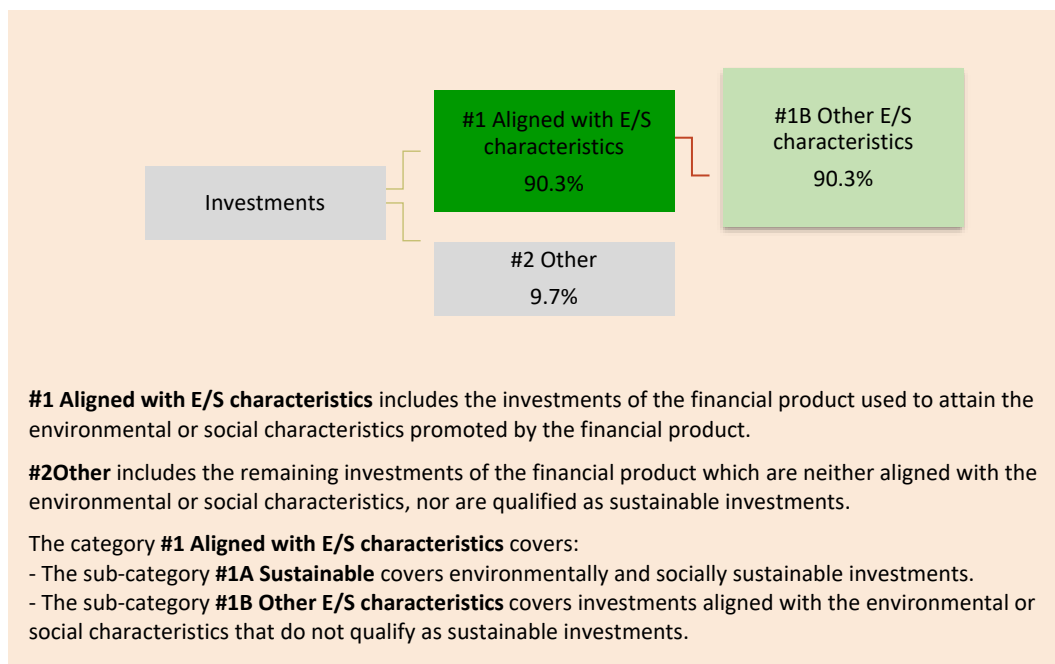 #1 Aligned with E/S
characteristics
90.3%
#1B Other E/S
characteristics
90.3%
Investments
#2 Other
9.7%
#1 Aligned with E/S characteristics includes the investments of the financial product used to attain the
environmental or social characteristics promoted by the financial product.
#2Other includes the remaining investments of the financial product which are neither aligned with the
environmental or social characteristics, nor are qualified as sustainable investments.
The category #1 Aligned with E/S characteristics covers:
- The sub-category #1A Sustainable covers environmentally and socially sustainable investments.
- The sub-category #1B Other E/S characteristics covers investments aligned with the environmental or
social characteristics that do not qualify as sustainable investments.